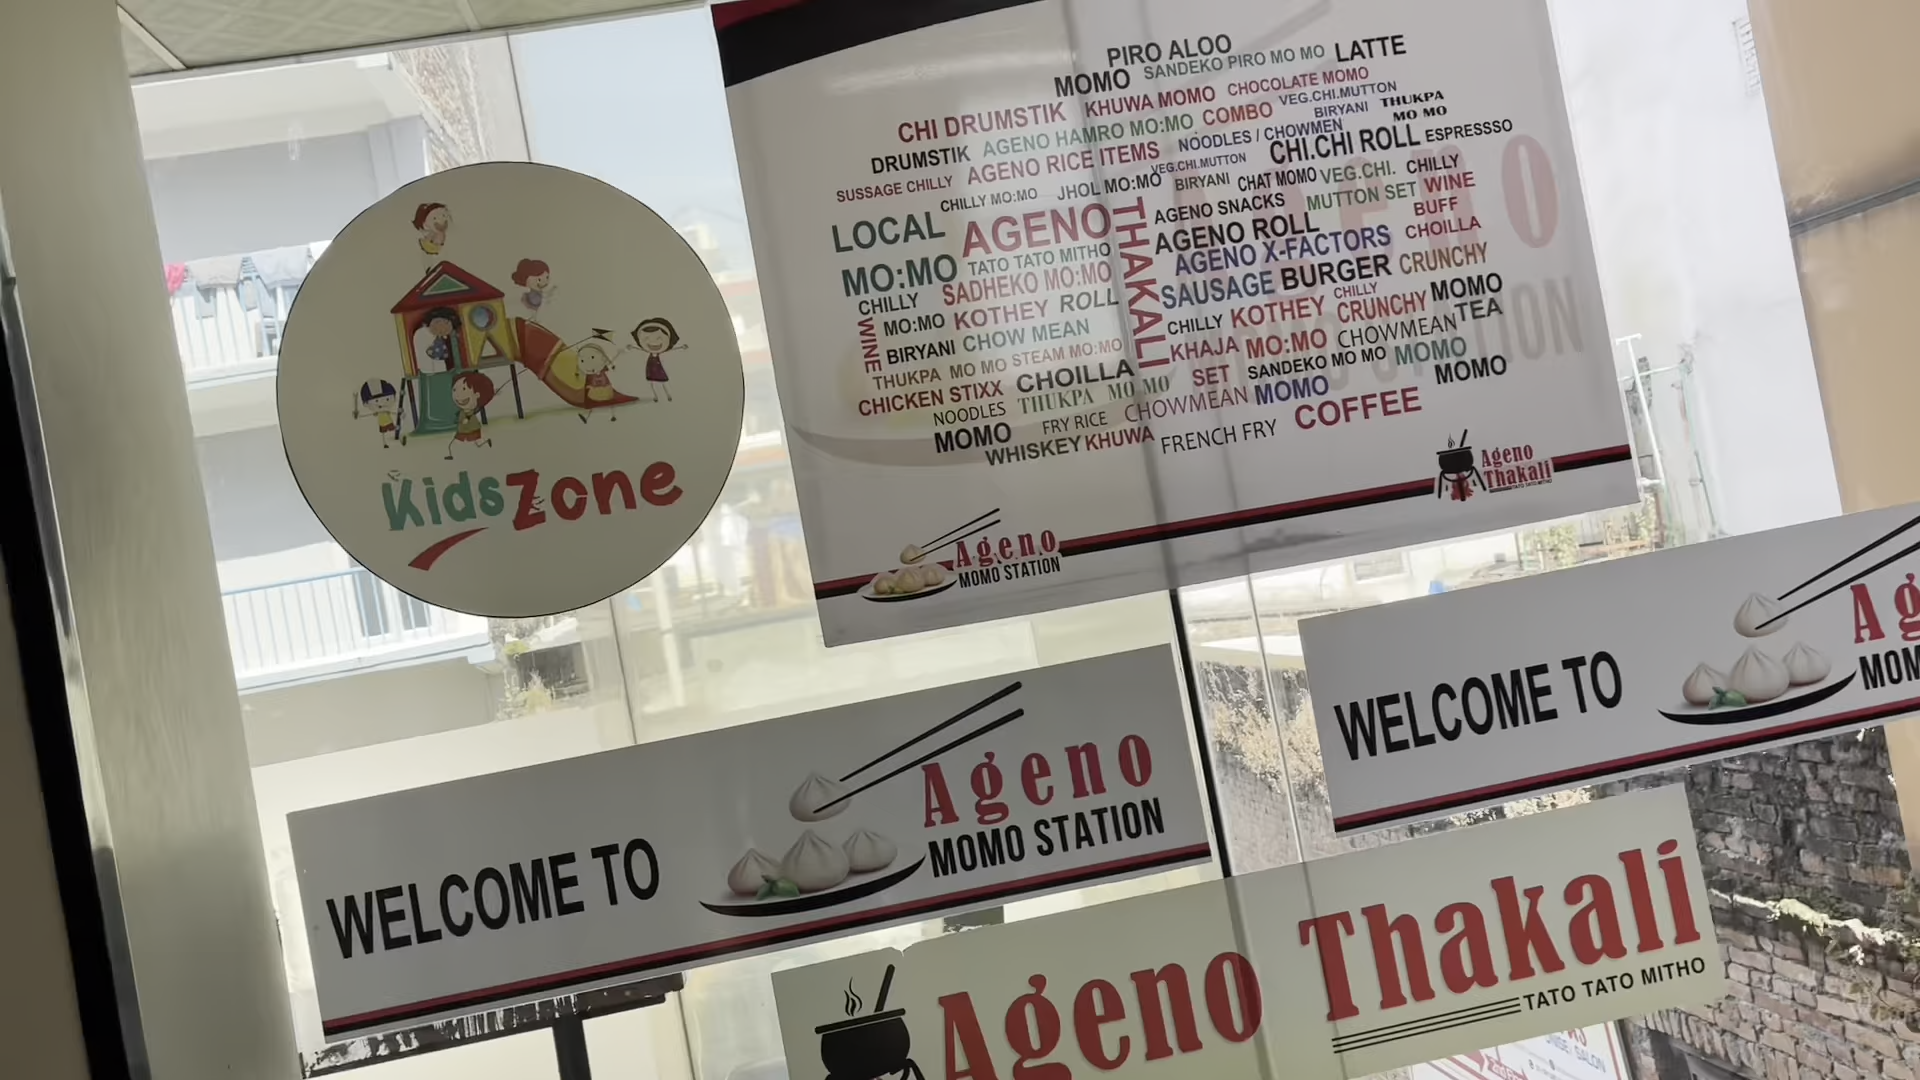 PIRO ALOO
MOMO SANDEKO PIRO MO MO LATTE
CHI DRUMSTIK KHUWA MOMO CHOCOLATE MOMO
DRUMSTIK AGENO HAMRO MO:MO COMBO VEG.CHI.MUTTON BIRYANI THUKPA MO MO
SUSSAGE CHILLY AGENO RICE ITEMS NOODLES / CHOWMEN CHI.CHI ROLL ESPRESSSO
CHILLY MO:MO JHOL MO:MO VEG.CHI.MUTTON BIRYANI CHAT MOMO VEG.CHI. CHILLY
LOCAL AGENO THAKALI AGENO SNACKS MUTTON SET WINE
MO:MO TATO TATO MITHO AGENO ROLL BUFF CHOILLA
CHILLY SADHEKO MO:MO AGENO X-FACTORS
WINE MO:MO KOTHEY ROLL SAUSAGE BURGER CRUNCHY
BIRYANI CHOW MEAN CHILLY KOTHEY CHILLY CRUNCHY MOMO
THUKPA MO MO STEAM MO:MO KHAJA MO:MO CHOWMEAN TEA
CHICKEN STIXX CHOILLA SET SANDEKO MO MO MOMO
NOODLES THUKPA MO MO CHOWMEAN MOMO MOMO
MOMO FRY RICE COFFEE
WHISKEY KHUWA FRENCH FRY
Ageno
Thakali
TATO TATO MITHO
Ageno
MOMO STATION
KidsZone
WELCOME TO
Ageno
MOMO STATION
WELCOME TO
Ag
MOM
Ageno Thakali
TATO TATO MITHO
SALON